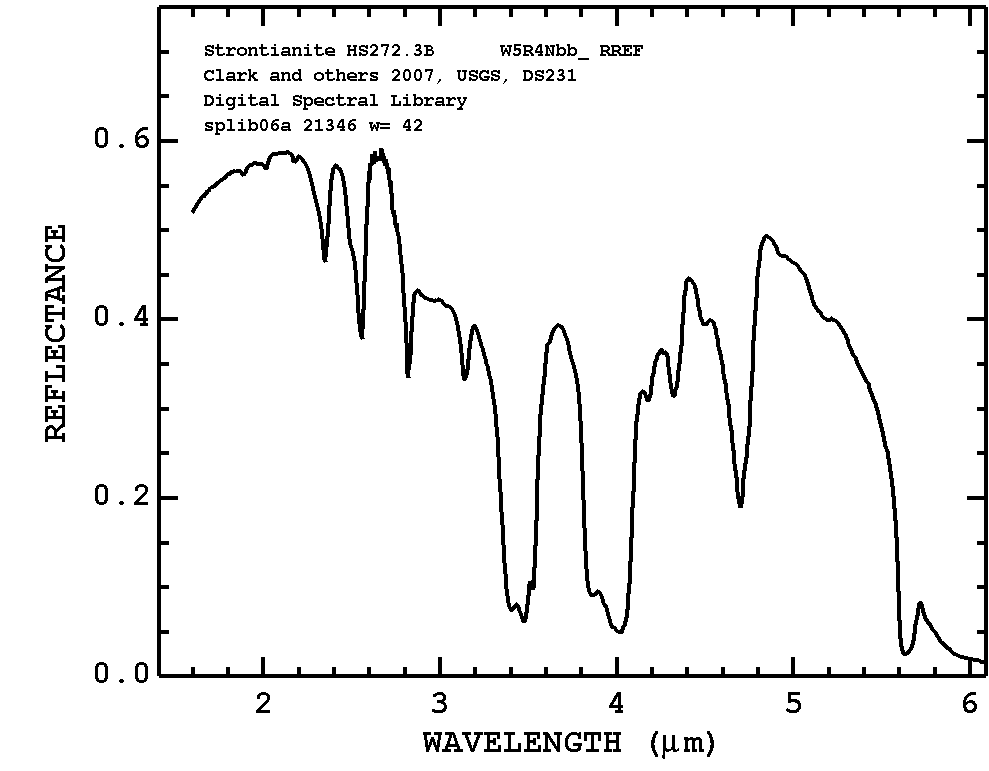 Strontianite HS272.3B W5R4Nbb_ RREF
Clark and others 2007, USGS, DS231
Digital Spectral Library
splib06a 21346 w= 42
0.6
0.4
0.2
0.0
REFLECTANCE
2 3 4 5 6
WAVELENGTH (μm)